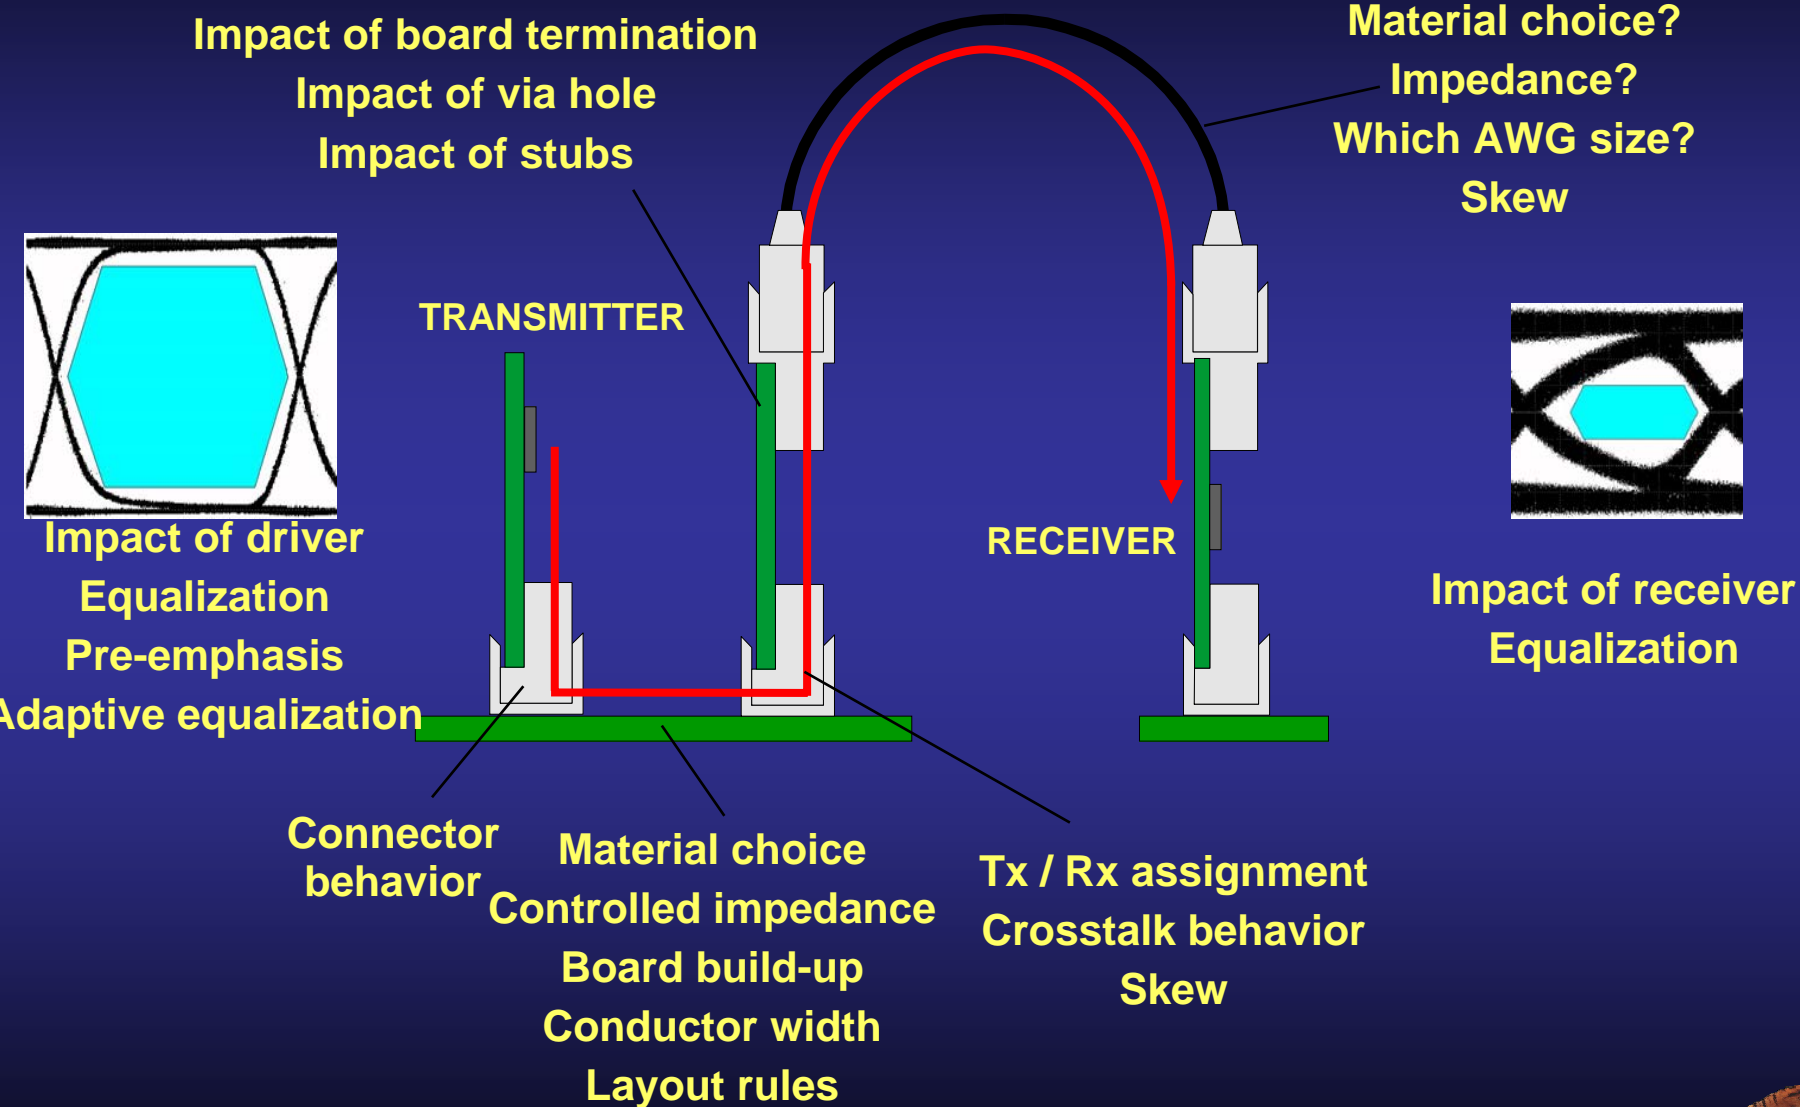 Impact of board termination
Impact of via hole
Impact of stubs
Material choice?
Impedance?
Which AWG size?
Skew
TRANSMITTER
RECEIVER
Impact of driver
Equalization
Pre-emphasis
Adaptive equalization
Impact of receiver
Equalization
Connector
behavior
Material choice
Controlled impedance
Board build-up
Conductor width
Layout rules
Tx / Rx assignment
Crosstalk behavior
Skew